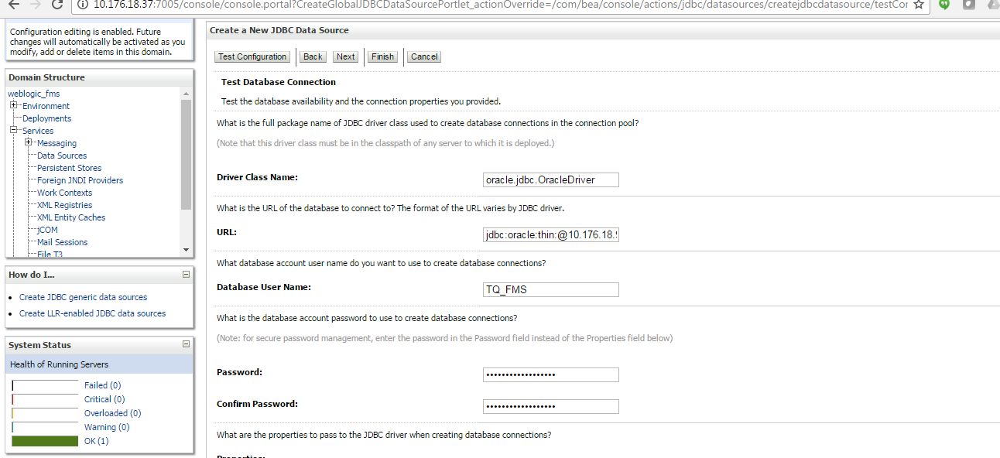 10.176.18.37:7005/console/console.portal?CreateGlobalJDBCDataSourcePortlet_actionOverride=/com/bea/console/actions/jdbc/datasources/createjdbcdatasource/testCor
Configuration editing is enabled. Future
changes will automatically be activated as you
modify, add or delete items in this domain.
Domain Structure
weblogic_fms
Environment
Deployments
Services
Messaging
Data Sources
Persistent Stores
Foreign JNDI Providers
Work Contexts
XML Registries
XML Entity Caches
jCOM
Mail Sessions
File T3
How do I...
Create JDBC generic data sources
Create LLR-enabled JDBC data sources
System Status
Health of Running Servers
Failed (0)
Critical (0)
Overloaded (0)
Warning (0)
OK (1)
Create a New JDBC Data Source
Test Configuration Back Next Finish Cancel
Test Database Connection
Test the database availability and the connection properties you provided.
What is the full package name of JDBC driver class used to create database connections in the connection pool?
(Note that this driver class must be in the classpath of any server to which it is deployed.)
Driver Class Name: oracle.jdbc.OracleDriver
What is the URL of the database to connect to? The format of the URL varies by JDBC driver.
URL: jdbc:oracle:thin:@10.176.18.9
What database account user name do you want to use to create database connections?
Database User Name: TQ_FMS
What is the database account password to use to create database connections?
(Note: for secure password management, enter the password in the Password field instead of the Properties field below)
Password: ••••••••••••••••••
Confirm Password: ••••••••••••••••••
What are the properties to pass to the JDBC driver when creating database connections?
Properties: